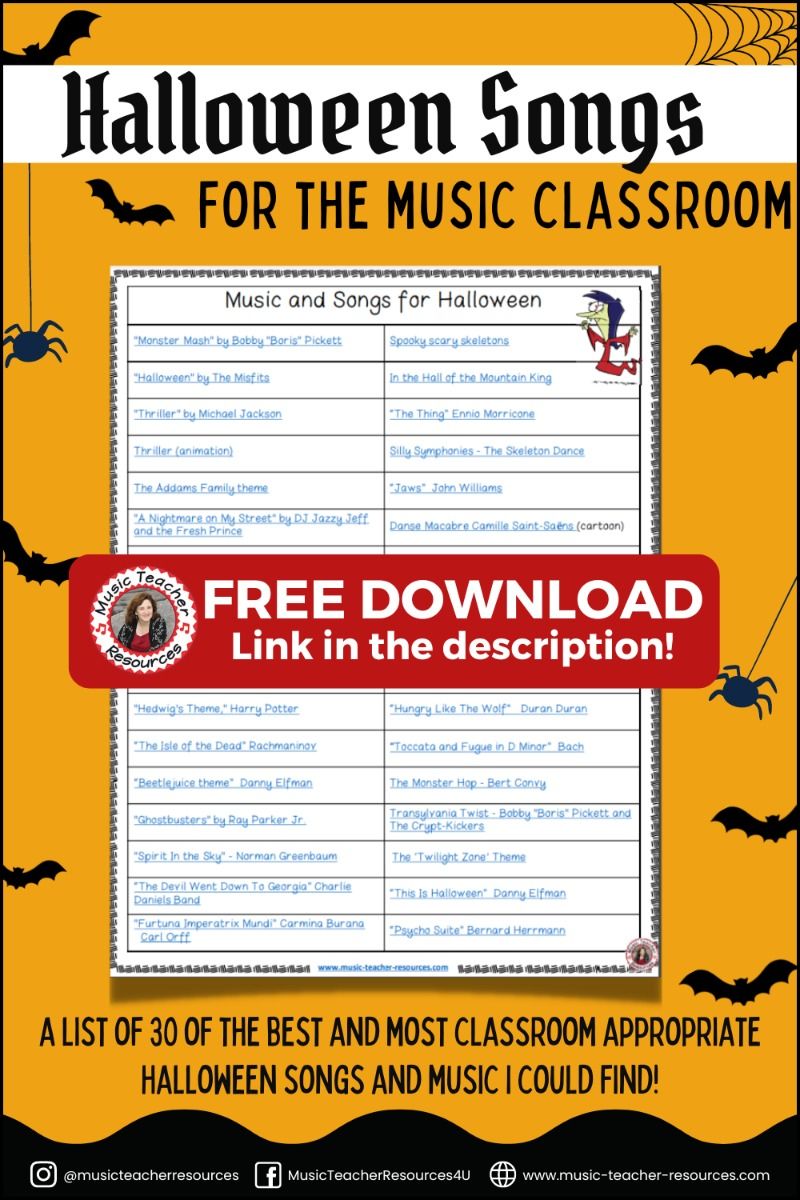 Halloween Songs
FOR THE MUSIC CLASSROOM
Music and Songs for Halloween
"Monster Mash" by Bobby "Boris" Pickett
Spooky scary skeletons
"Halloween" by The Misfits
In the Hall of the Mountain King
"Thriller" by Michael Jackson
"The Thing" Ennio Morricone
Thriller (animation)
Silly Symphonies - The Skeleton Dance
The Addams Family theme
"Jaws" John Williams
"A Nightmare on My Street" by DJ Jazzy Jeff
and the Fresh Prince
Danse Macabre Camille Saint-Saëns (cartoon)
Music Teacher
Resources
FREE DOWNLOAD
Link in the description!
"Hedwig's Theme," Harry Potter
"Hungry Like The Wolf" Duran Duran
"The Isle of the Dead" Rachmaninov
"Toccata and Fugue in D Minor" Bach
"Beetlejuice theme" Danny Elfman
The Monster Hop - Bert Convy
"Ghostbusters" by Ray Parker Jr.
Transylvania Twist - Bobby "Boris" Pickett and
The Crypt-Kickers
"Spirit In the Sky" - Norman Greenbaum
The 'Twilight Zone' Theme
"The Devil Went Down To Georgia" Charlie
Daniels Band
"This Is Halloween" Danny Elfman
"Furtuna Imperatrix Mundi" Carmina Burana
Carl Orff
"Psycho Suite" Bernard Herrmann
www.music-teacher-resources.com
A LIST OF 30 OF THE BEST AND MOST CLASSROOM APPROPRIATE
HALLOWEEN SONGS AND MUSIC I COULD FIND!
@musicteacherresources
MusicTeacherResources4U
www.music-teacher-resources.com